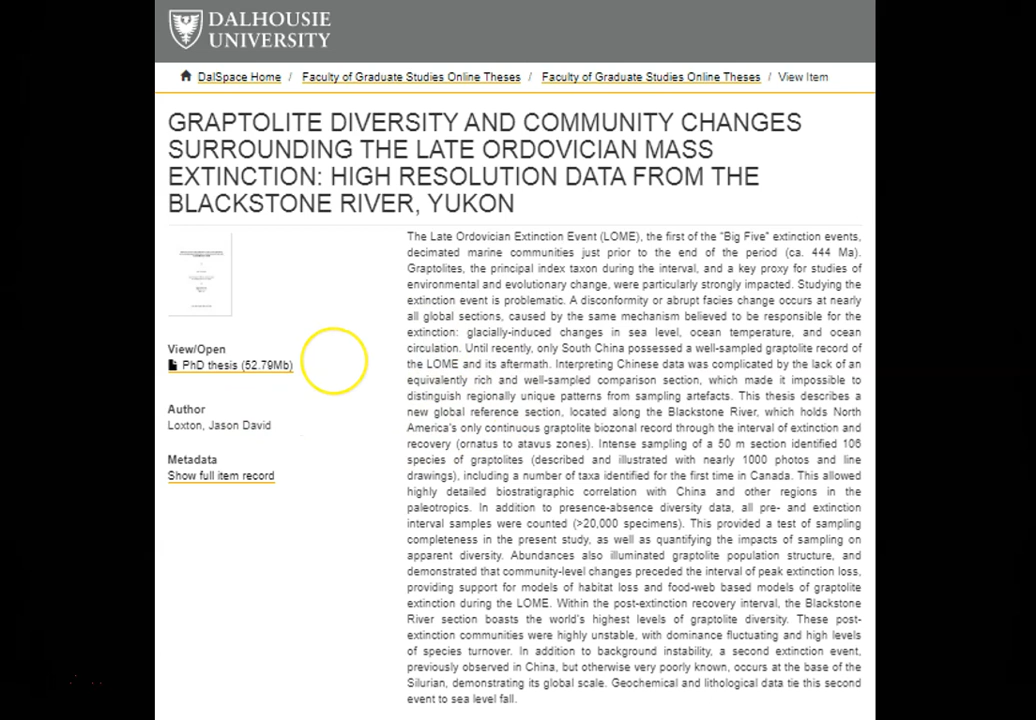 DALHOUSIE
UNIVERSITY
DalSpace Home / Faculty of Graduate Studies Online Theses / Faculty of Graduate Studies Online Theses / View Item
GRAPTOLITE DIVERSITY AND COMMUNITY CHANGES
SURROUNDING THE LATE ORDOVICIAN MASS
EXTINCTION: HIGH RESOLUTION DATA FROM THE
BLACKSTONE RIVER, YUKON
View/Open
PhD thesis (52.79Mb)
Author
Loxton, Jason David
Metadata
Show full item record
The Late Ordovician Extinction Event (LOME), the first of the "Big Five" extinction events,
decimated marine communities just prior to the end of the period (ca. 444 Ma).
Graptolites, the principal index taxon during the interval, and a key proxy for studies of
environmental and evolutionary change, were particularly strongly impacted. Studying the
extinction event is problematic. A disconformity or abrupt facies change occurs at nearly
all global sections, caused by the same mechanism believed to be responsible for the
extinction: glacially-induced changes in sea level, ocean temperature, and ocean
circulation. Until recently, only South China possessed a well-sampled graptolite record of
the LOME and its aftermath. Interpreting Chinese data was complicated by the lack of an
equivalently rich and well-sampled comparison section, which made it impossible to
distinguish regionally unique patterns from sampling artefacts. This thesis describes a
new global reference section, located along the Blackstone River, which holds North
America's only continuous graptolite biozonal record through the interval of extinction and
recovery (ornatus to atavus zones). Intense sampling of a 50 m section identified 106
species of graptolites (described and illustrated with nearly 1000 photos and line
drawings), including a number of taxa identified for the first time in Canada. This allowed
highly detailed biostratigraphic correlation with China and other regions in the
paleotropics. In addition to presence-absence diversity data, all pre- and extinction
interval samples were counted (>20,000 specimens). This provided a test of sampling
completeness in the present study, as well as quantifying the impacts of sampling on
apparent diversity. Abundances also illuminated graptolite population structure, and
demonstrated that community-level changes preceded the interval of peak extinction loss,
providing support for models of habitat loss and food-web based models of graptolite
extinction during the LOME. Within the post-extinction recovery interval, the Blackstone
River section boasts the world's highest levels of graptolite diversity. These post-
extinction communities were highly unstable, with dominance fluctuating and high levels
of species turnover. In addition to background instability, a second extinction event,
previously observed in China, but otherwise very poorly known, occurs at the base of the
Silurian, demonstrating its global scale. Geochemical and lithological data tie this second
event to sea level fall.